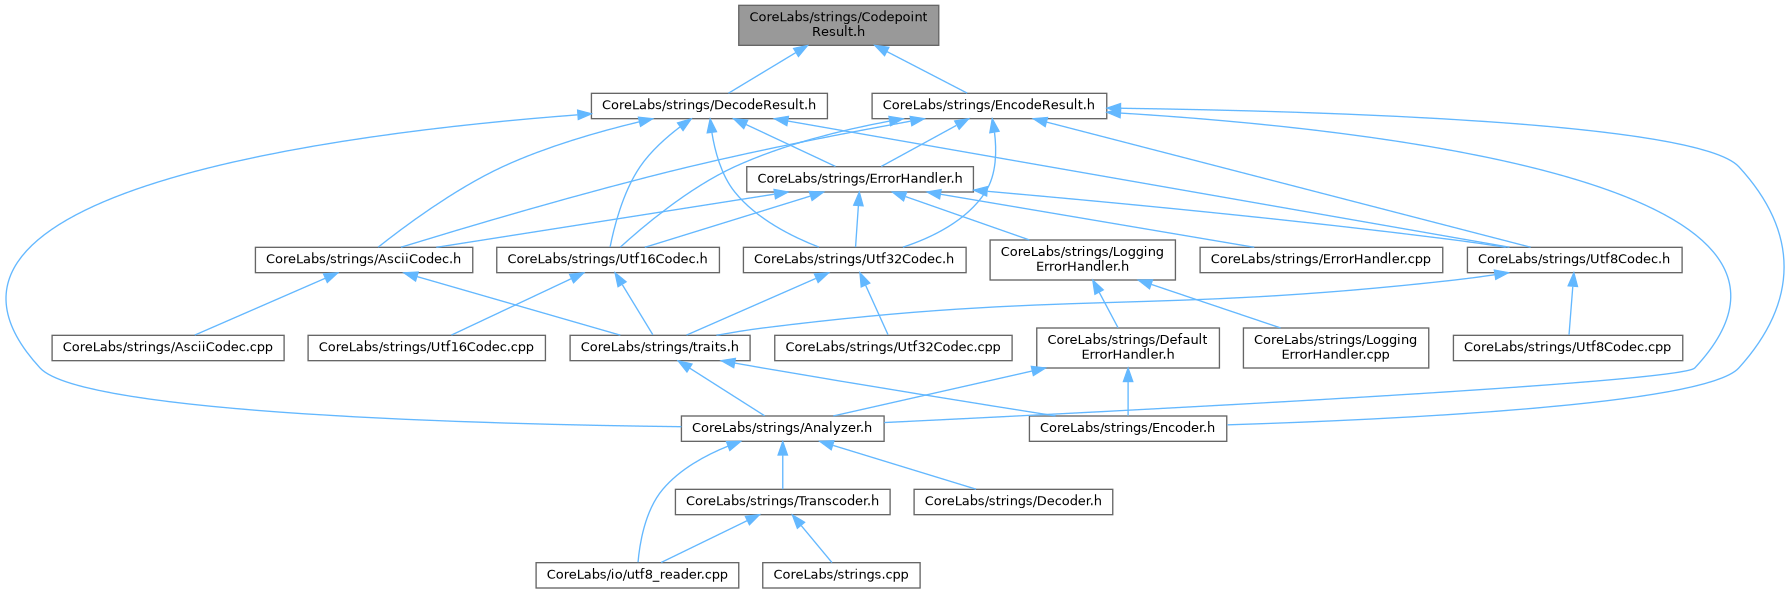 CoreLabs/strings/Codepoint
Result.h
CoreLabs/strings/DecodeResult.h
CoreLabs/strings/EncodeResult.h
CoreLabs/strings/ErrorHandler.h
CoreLabs/strings/AsciiCodec.h
CoreLabs/strings/Utf16Codec.h
CoreLabs/strings/Utf32Codec.h
CoreLabs/strings/Logging
ErrorHandler.h
CoreLabs/strings/ErrorHandler.cpp
CoreLabs/strings/Utf8Codec.h
CoreLabs/strings/AsciiCodec.cpp
CoreLabs/strings/Utf16Codec.cpp
CoreLabs/strings/traits.h
CoreLabs/strings/Utf32Codec.cpp
CoreLabs/strings/Default
ErrorHandler.h
CoreLabs/strings/Logging
ErrorHandler.cpp
CoreLabs/strings/Utf8Codec.cpp
CoreLabs/strings/Analyzer.h
CoreLabs/strings/Encoder.h
CoreLabs/strings/Transcoder.h
CoreLabs/strings/Decoder.h
CoreLabs/io/utf8_reader.cpp
CoreLabs/strings.cpp